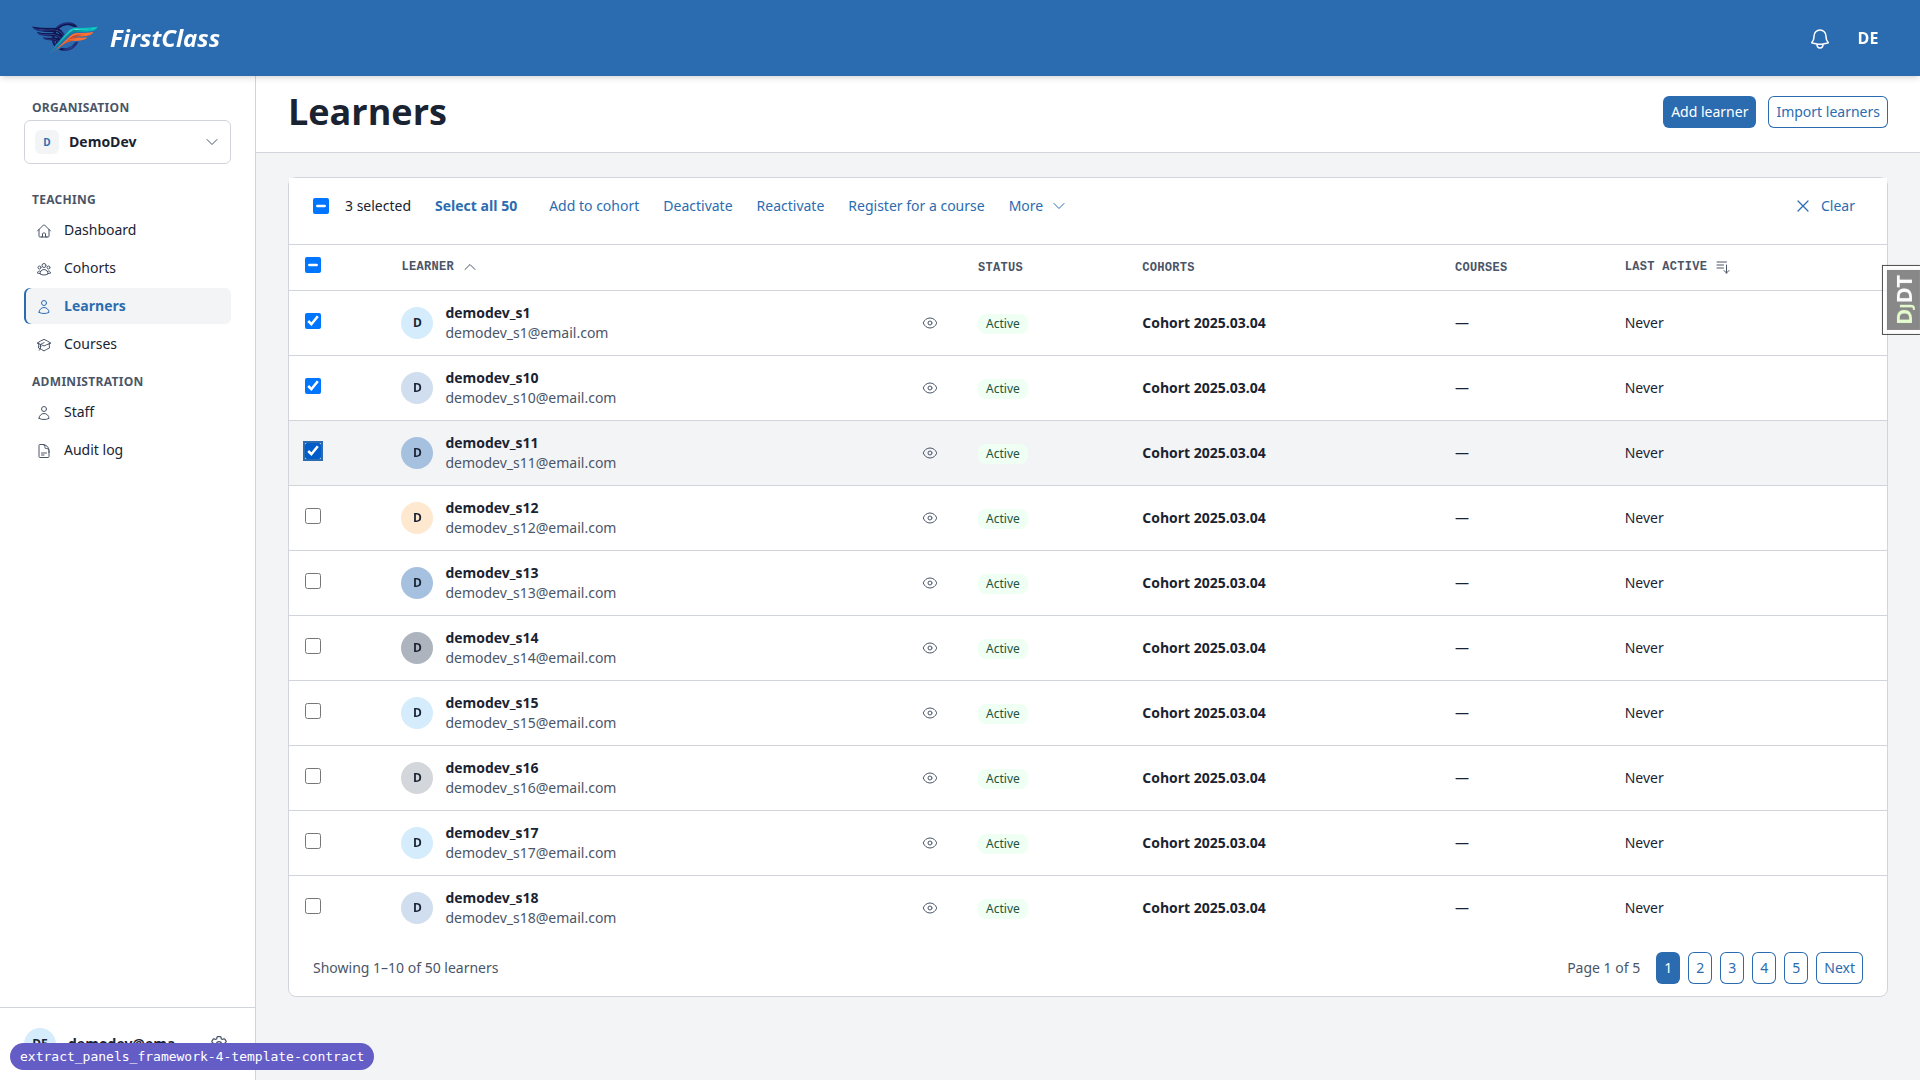 FirstClass
DE
ORGANISATION
D DemoDev
TEACHING
Dashboard
Cohorts
Learners
Courses
ADMINISTRATION
Staff
Audit log
Learners
Add learner
Import learners
3 selected Select all 50 Add to cohort Deactivate Reactivate Register for a course More Clear
LEARNER STATUS COHORTS COURSES LAST ACTIVE
D demodev_s1 Active Cohort 2025.03.04 — Never
demodev_s1@email.com
D demodev_s10 Active Cohort 2025.03.04 — Never
demodev_s10@email.com
D demodev_s11 Active Cohort 2025.03.04 — Never
demodev_s11@email.com
D demodev_s12 Active Cohort 2025.03.04 — Never
demodev_s12@email.com
D demodev_s13 Active Cohort 2025.03.04 — Never
demodev_s13@email.com
D demodev_s14 Active Cohort 2025.03.04 — Never
demodev_s14@email.com
D demodev_s15 Active Cohort 2025.03.04 — Never
demodev_s15@email.com
D demodev_s16 Active Cohort 2025.03.04 — Never
demodev_s16@email.com
D demodev_s17 Active Cohort 2025.03.04 — Never
demodev_s17@email.com
D demodev_s18 Active Cohort 2025.03.04 — Never
demodev_s18@email.com
Showing 1–10 of 50 learners
Page 1 of 5 1 2 3 4 5 Next
DjDT
DE demodev@ema
extract_panels_framework-4-template-contract